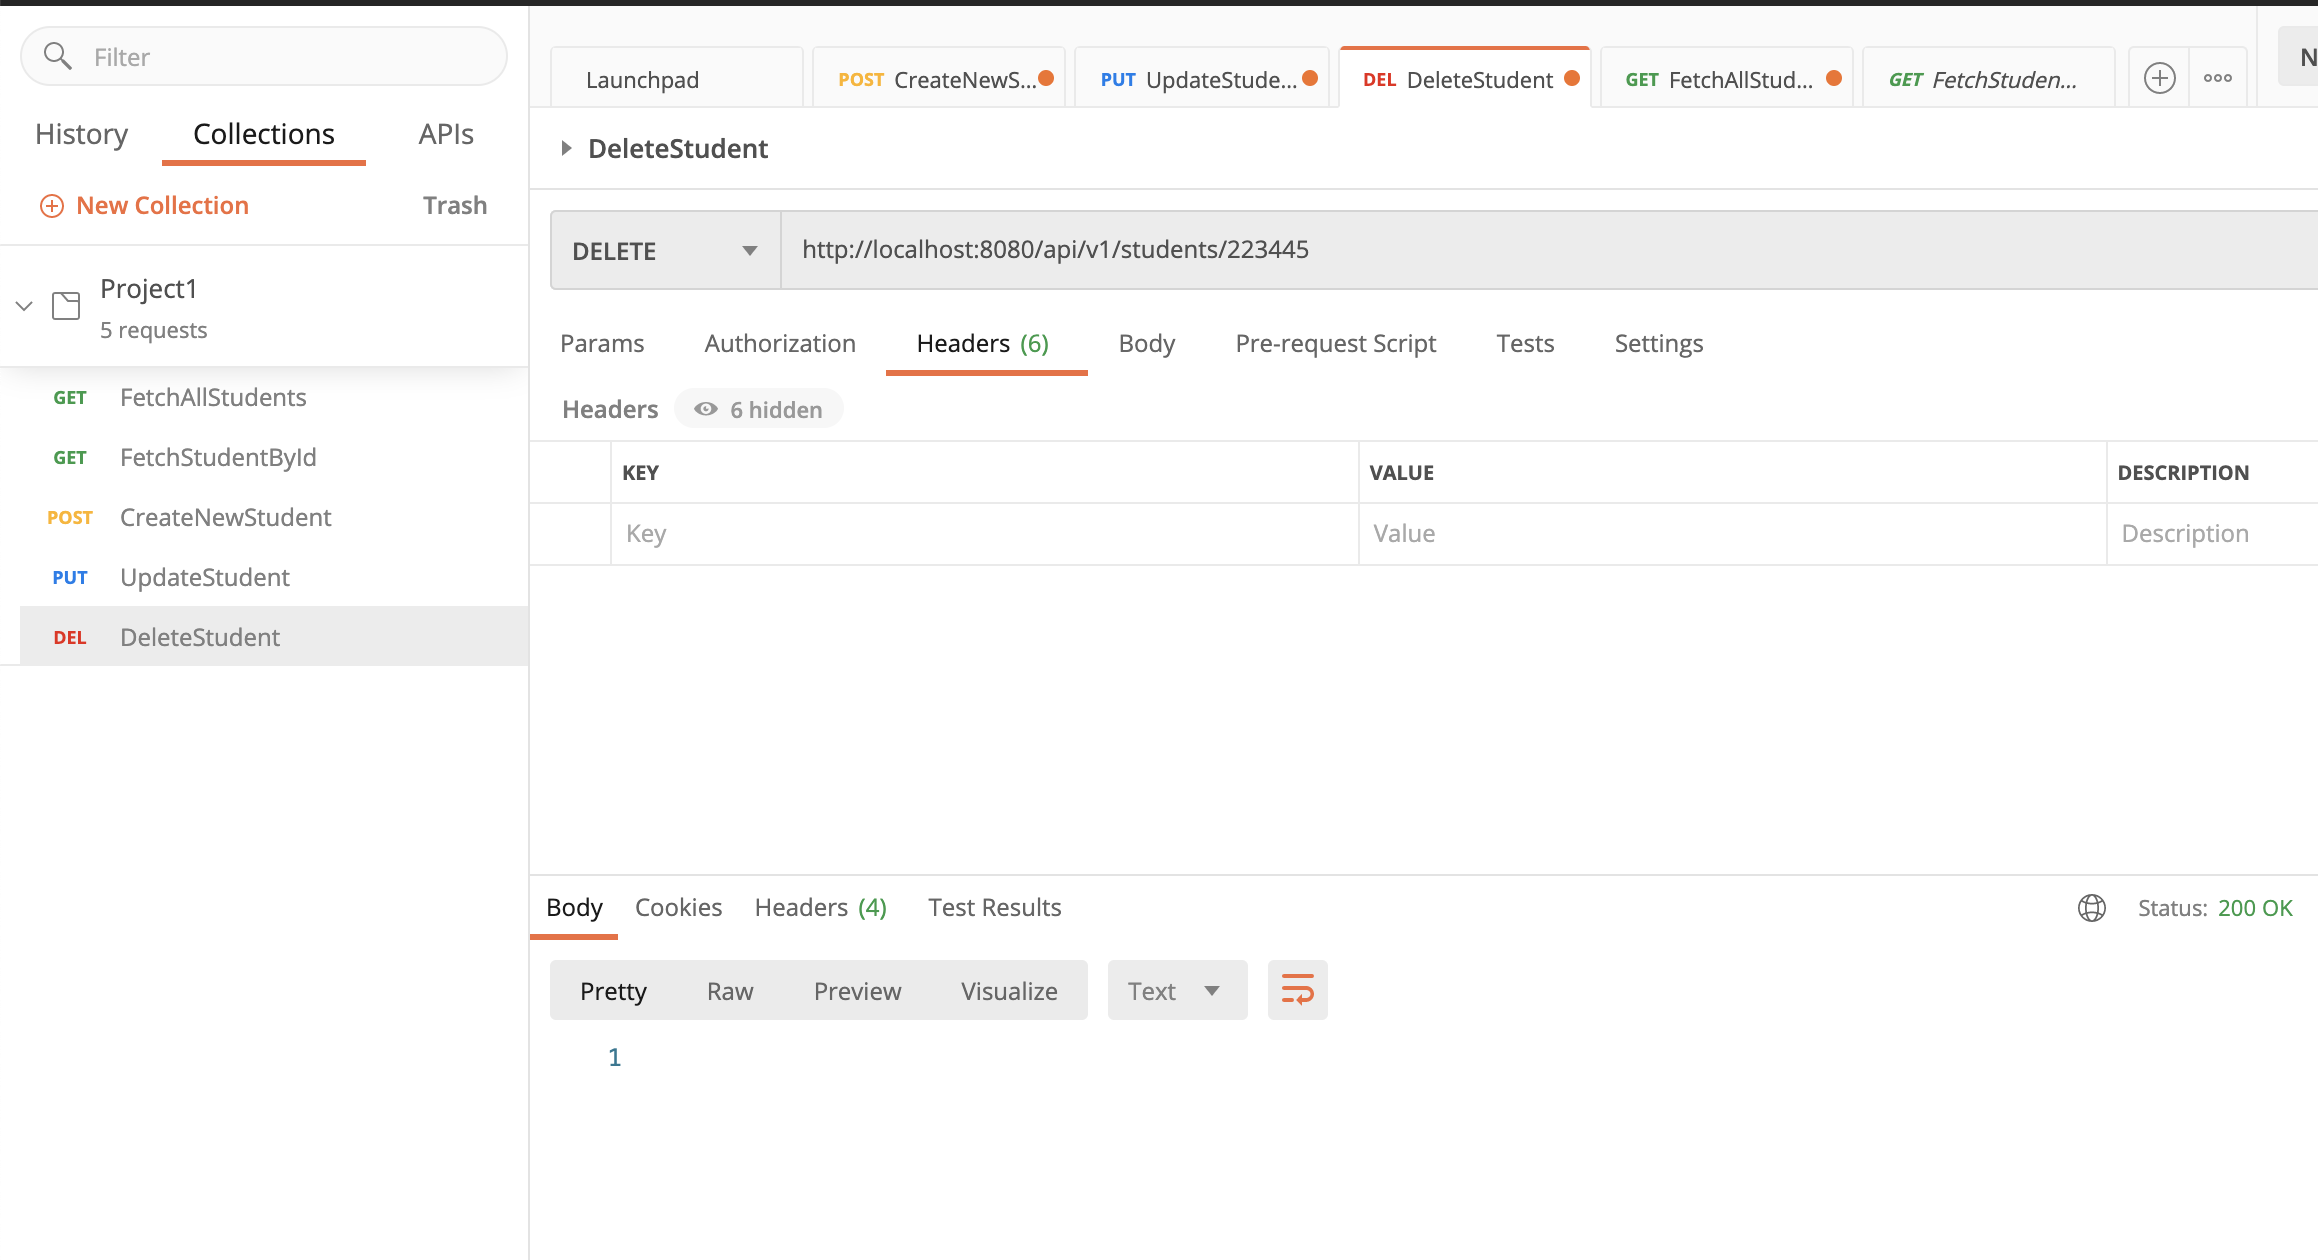 Filter
History Collections APIs
New Collection Trash
Project1
5 requests
GET FetchAllStudents
GET FetchStudentById
POST CreateNewStudent
PUT UpdateStudent
DEL DeleteStudent
Launchpad POST CreateNewS... PUT UpdateStude... DEL DeleteStudent GET FetchAllStud... GET FetchStuden...
DeleteStudent
DELETE http://localhost:8080/api/v1/students/223445
Params Authorization Headers (6) Body Pre-request Script Tests Settings
Headers 6 hidden
KEY VALUE DESCRIPTION
Key Value Description
Body Cookies Headers (4) Test Results Status: 200 OK
Pretty Raw Preview Visualize Text
1